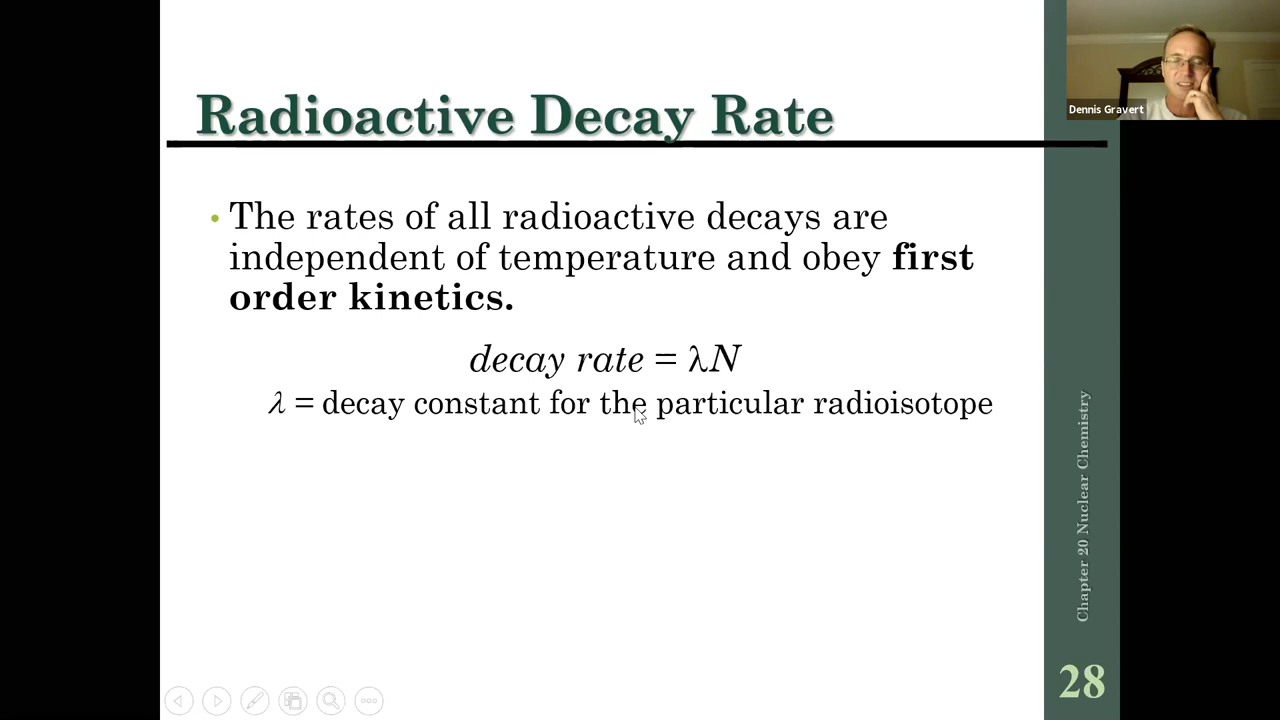 Radioactive Decay Rate
Dennis Gravert
• The rates of all radioactive decays are
independent of temperature and obey first
order kinetics.
decay rate = λN
λ = decay constant for the particular radioisotope
Chapter 20 Nuclear Chemistry
28